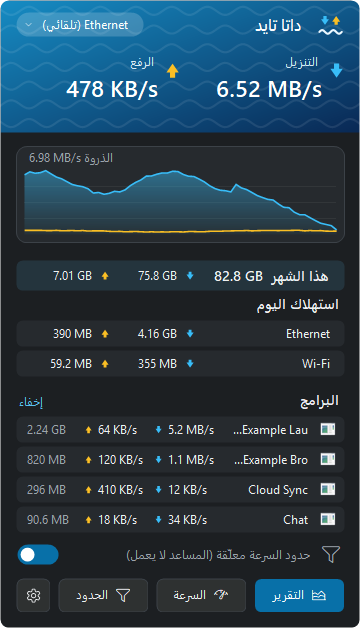 داتا تايد
Ethernet (تلقائي)
التنزيل
الرفع
6.52 MB/s
478 KB/s
الذروة 6.98 MB/s
هذا الشهر 82.8 GB 75.8 GB 7.01 GB
استهلاك اليوم
Ethernet 4.16 GB 390 MB
Wi-Fi 355 MB 59.2 MB
البرامج إخفاء
Example Lau... 5.2 MB/s 64 KB/s 2.24 GB
Example Bro... 1.1 MB/s 120 KB/s 820 MB
Cloud Sync 12 KB/s 410 KB/s 296 MB
Chat 34 KB/s 18 KB/s 90.6 MB
حدود السرعة معلّقة (المساعد لا يعمل)
التقرير السرعة الحدود